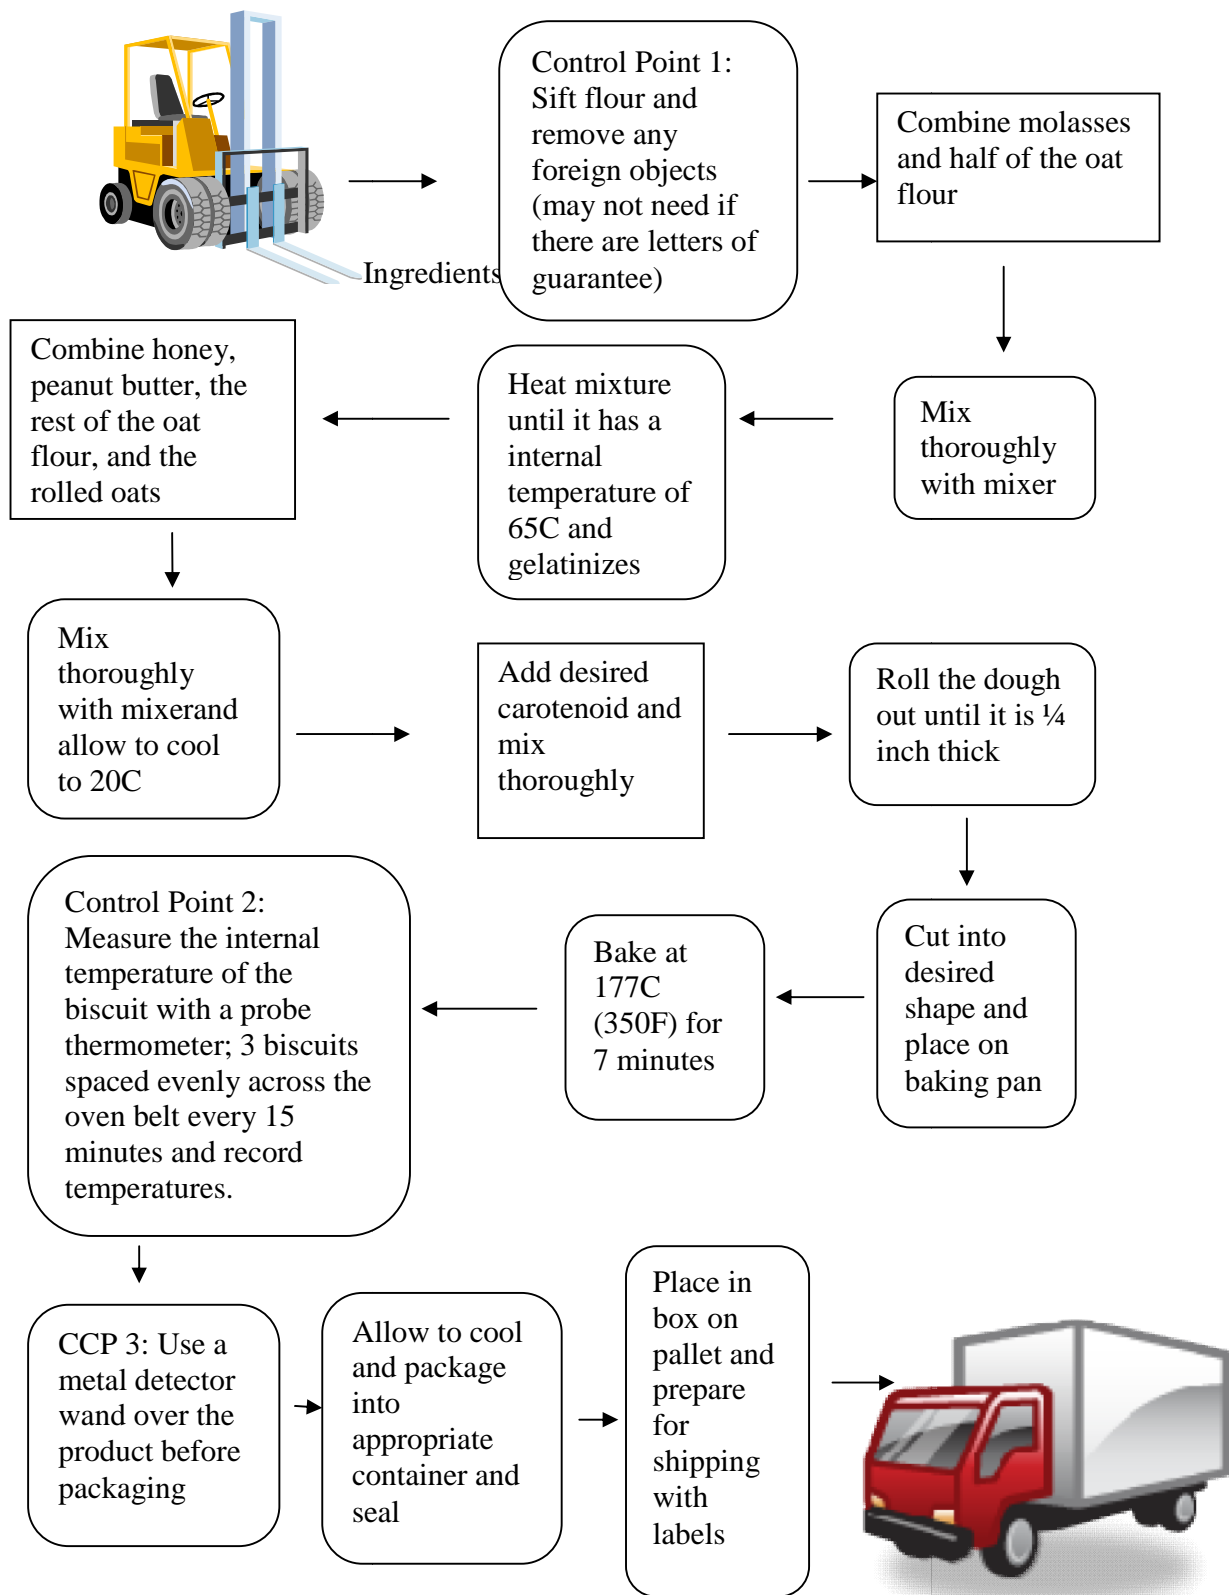 Ingredients
Control Point 1:
Sift flour and
remove any
foreign objects
(may not need if
there are letters of
guarantee)
Combine molasses
and half of the oat
flour
Mix
thoroughly
with mixer
Heat mixture
until it has a
internal
temperature of
65C and
gelatinizes
Combine honey,
peanut butter, the
rest of the oat
flour, and the
rolled oats
Mix
thoroughly
with mixerand
allow to cool
to 20C
Add desired
carotenoid and
mix
thoroughly
Roll the dough
out until it is ¼
inch thick
Cut into
desired
shape and
place on
baking pan
Bake at
177C
(350F) for
7 minutes
Control Point 2:
Measure the internal
temperature of the
biscuit with a probe
thermometer; 3 biscuits
spaced evenly across the
oven belt every 15
minutes and record
temperatures.
CCP 3: Use a
metal detector
wand over the
product before
packaging
Allow to cool
and package
into
appropriate
container and
seal
Place in
box on
pallet and
prepare
for
shipping
with
labels